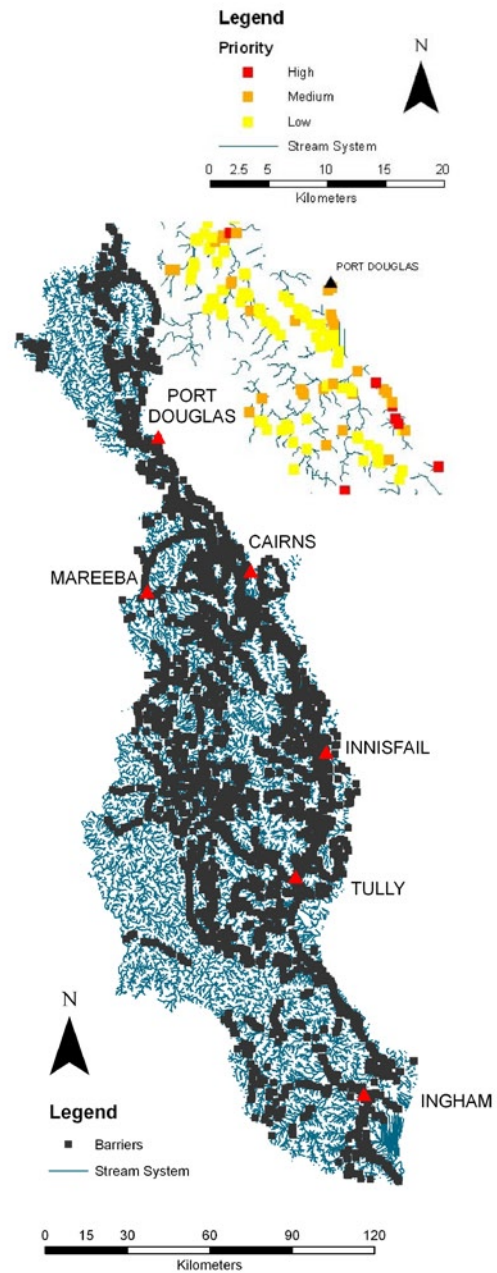 Legend
Priority
N
High
Medium
Low
Stream System
0 2.5 5 10 15 20
Kilometers
PORT DOUGLAS
PORT
DOUGLAS
CAIRNS
MAREEBA
INNISFAIL
TULLY
N
INGHAM
Legend
Barriers
Stream System
0 15 30 60 90 120
Kilometers